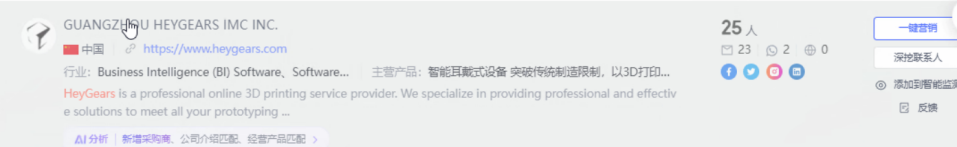 GUANGZHOU HEYGEARS IMC INC.
中国 https://www.heygears.com
行业: Business Intelligence (BI) Software、Software... 主营产品: 智能耳戴式设备 突破传统制造限制，以3D打印...
HeyGears is a professional online 3D printing service provider. We specialize in providing professional and effectiv
e solutions to meet all your prototyping ...
AI 分析 新增采购商、公司介绍匹配、经营产品匹配 >
25 人
23 2 0
一键营销
深挖联系人
添加到智能监测
反馈